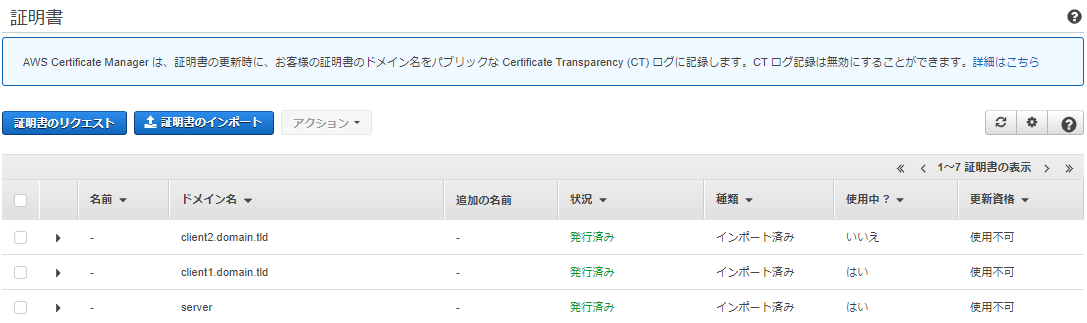 証明書
AWS Certificate Manager は、証明書の更新時に、お客様の証明書のドメイン名をパブリックな Certificate Transparency (CT) ログに記録します。CT ログ記録は無効にすることができます。詳細はこちら
証明書のリクエスト 証明書のインポート アクション
« ‹ 1～7 証明書の表示 › »
名前 ドメイン名 追加の名前 状況 種類 使用中 ? 更新資格
- client2.domain.tld - 発行済み インポート済み いいえ 使用不可
- client1.domain.tld - 発行済み インポート済み はい 使用不可
- server - 発行済み インポート済み はい 使用不可